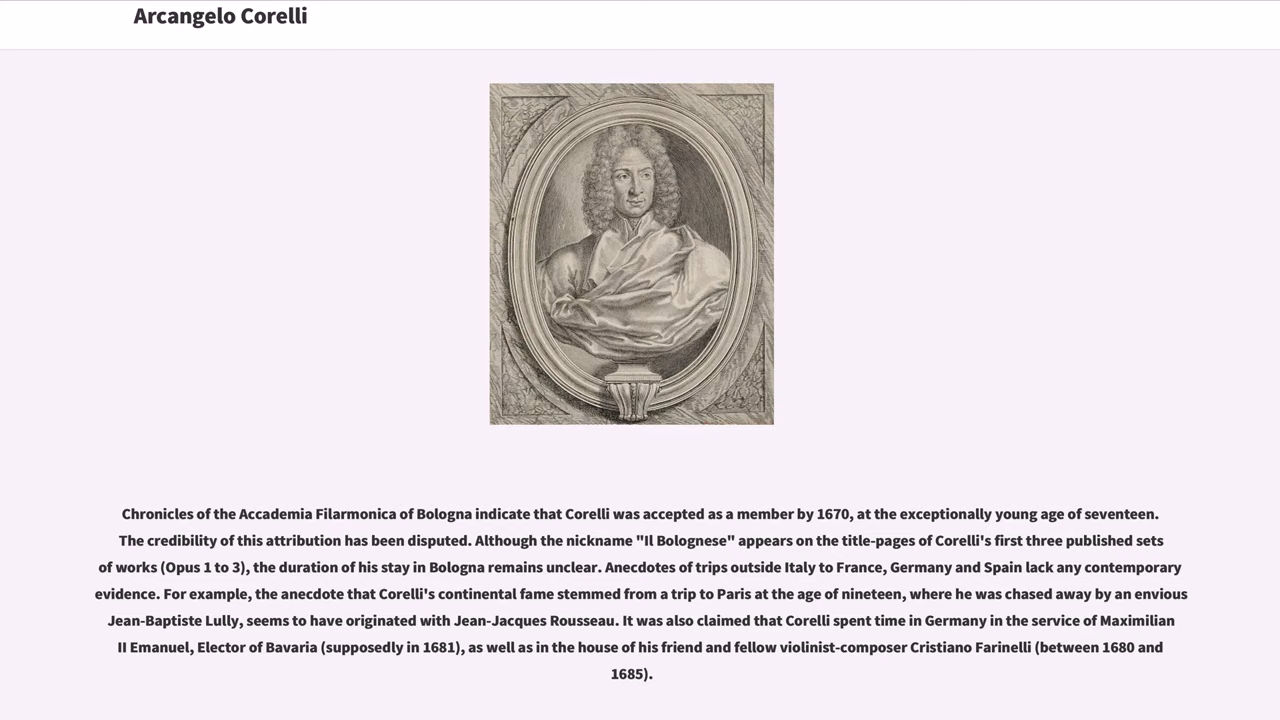 Arcangelo Corelli
Chronicles of the Accademia Filarmonica of Bologna indicate that Corelli was accepted as a member by 1670, at the exceptionally young age of seventeen.
The credibility of this attribution has been disputed. Although the nickname "Il Bolognese" appears on the title-pages of Corelli's first three published sets
of works (Opus 1 to 3), the duration of his stay in Bologna remains unclear. Anecdotes of trips outside Italy to France, Germany and Spain lack any contemporary
evidence. For example, the anecdote that Corelli's continental fame stemmed from a trip to Paris at the age of nineteen, where he was chased away by an envious
Jean-Baptiste Lully, seems to have originated with Jean-Jacques Rousseau. It was also claimed that Corelli spent time in Germany in the service of Maximilian
II Emanuel, Elector of Bavaria (supposedly in 1681), as well as in the house of his friend and fellow violinist-composer Cristiano Farinelli (between 1680 and
1685).